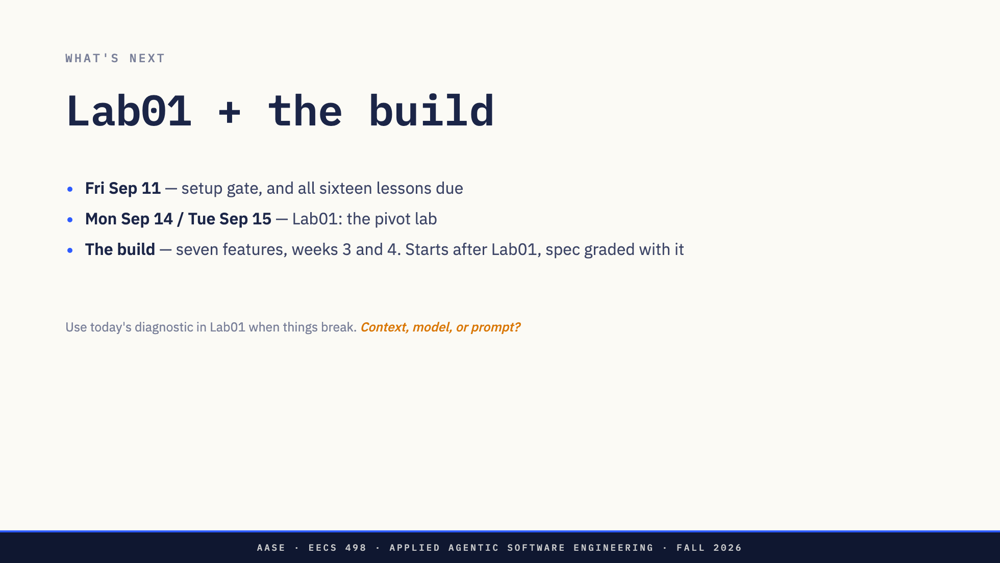 WHAT'S NEXT
Lab01 + the build
• Fri Sep 11 — setup gate, and all sixteen lessons due
• Mon Sep 14 / Tue Sep 15 — Lab01: the pivot lab
• The build — seven features, weeks 3 and 4. Starts after Lab01, spec graded with it
Use today's diagnostic in Lab01 when things break. Context, model, or prompt?
AASE · EECS 498 · APPLIED AGENTIC SOFTWARE ENGINEERING · FALL 2026